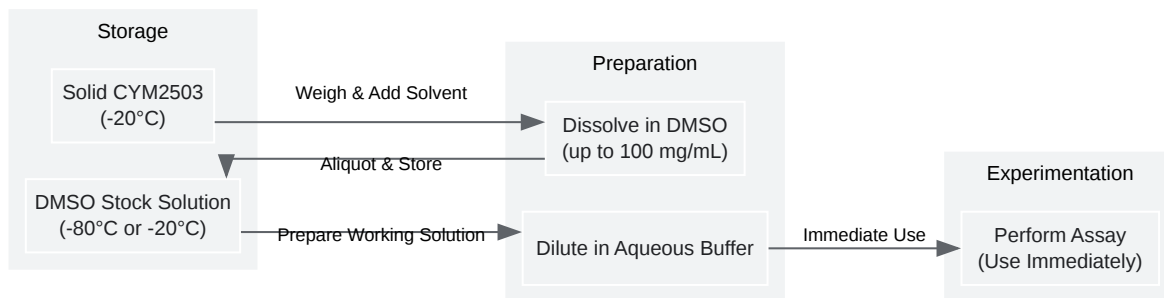 Storage
Solid CYM2503
(-20°C)
Weigh & Add Solvent
Preparation
Dissolve in DMSO
(up to 100 mg/mL)
Aliquot & Store
DMSO Stock Solution
(-80°C or -20°C)
Prepare Working Solution
Dilute in Aqueous Buffer
Immediate Use
Experimentation
Perform Assay
(Use Immediately)